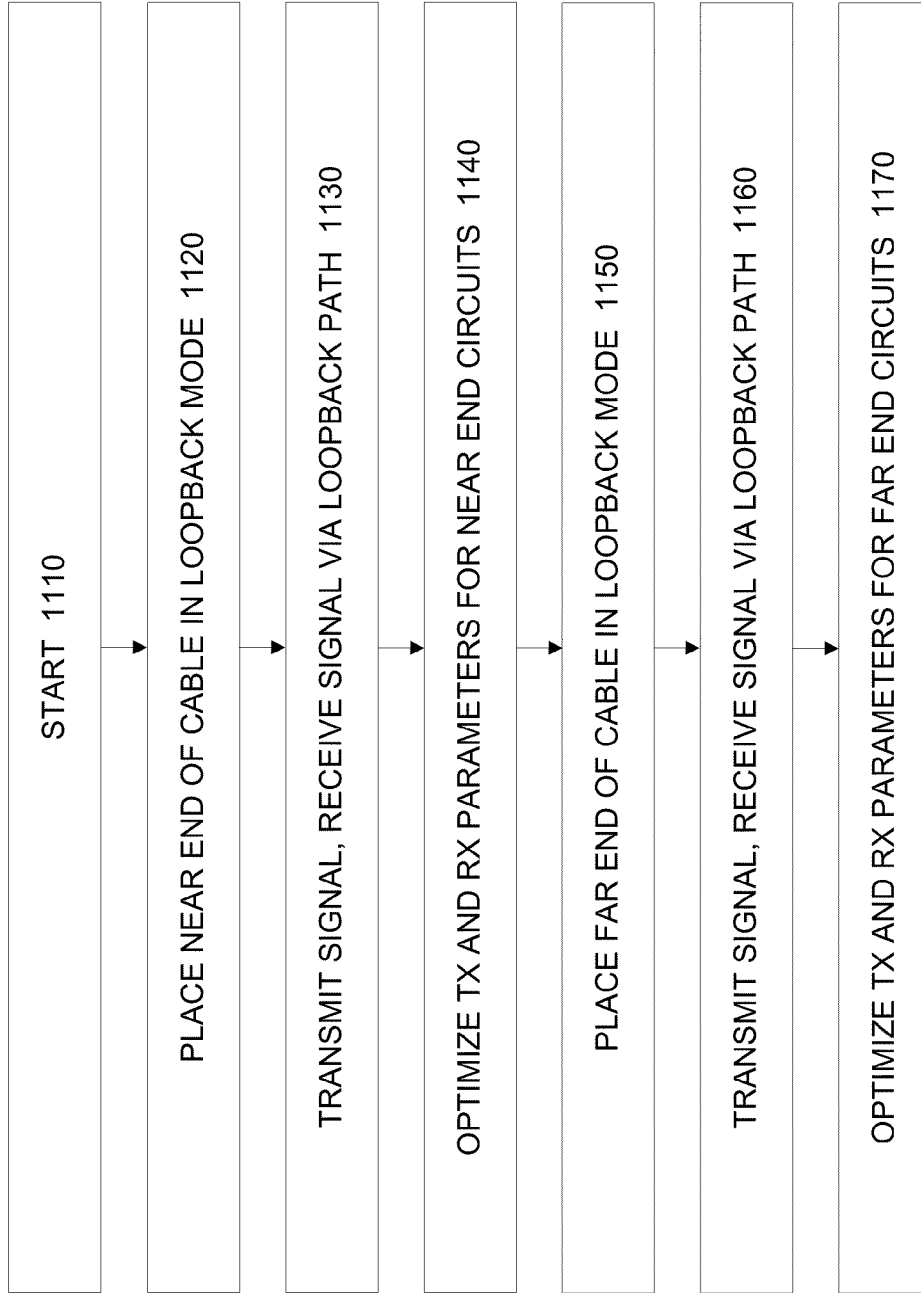 START 1110
PLACE NEAR END OF CABLE IN LOOPBACK MODE 1120
TRANSMIT SIGNAL, RECEIVE SIGNAL VIA LOOPBACK PATH 1130
OPTIMIZE TX AND RX PARAMETERS FOR NEAR END CIRCUITS 1140
PLACE FAR END OF CABLE IN LOOPBACK MODE 1150
TRANSMIT SIGNAL, RECEIVE SIGNAL VIA LOOPBACK PATH 1160
OPTIMIZE TX AND RX PARAMETERS FOR FAR END CIRCUITS 1170